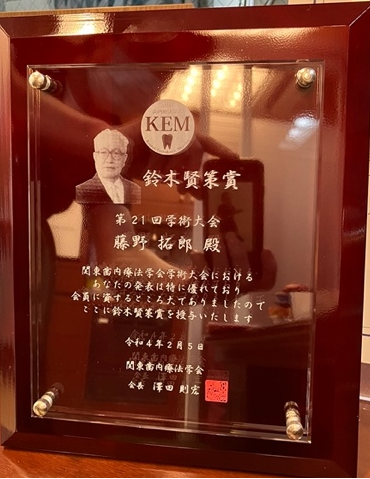 KEM
鈴木賢策賞
第21回学術大会
藤野 拓郎 殿
関東歯内療法学会学術大会における
あなたの発表は特に優れており
会員に資するところ大でありましたので
ここに鈴木賢策賞を授与いたします
令和4年2月5日
関東歯内療法学会
会長 澤田 則宏